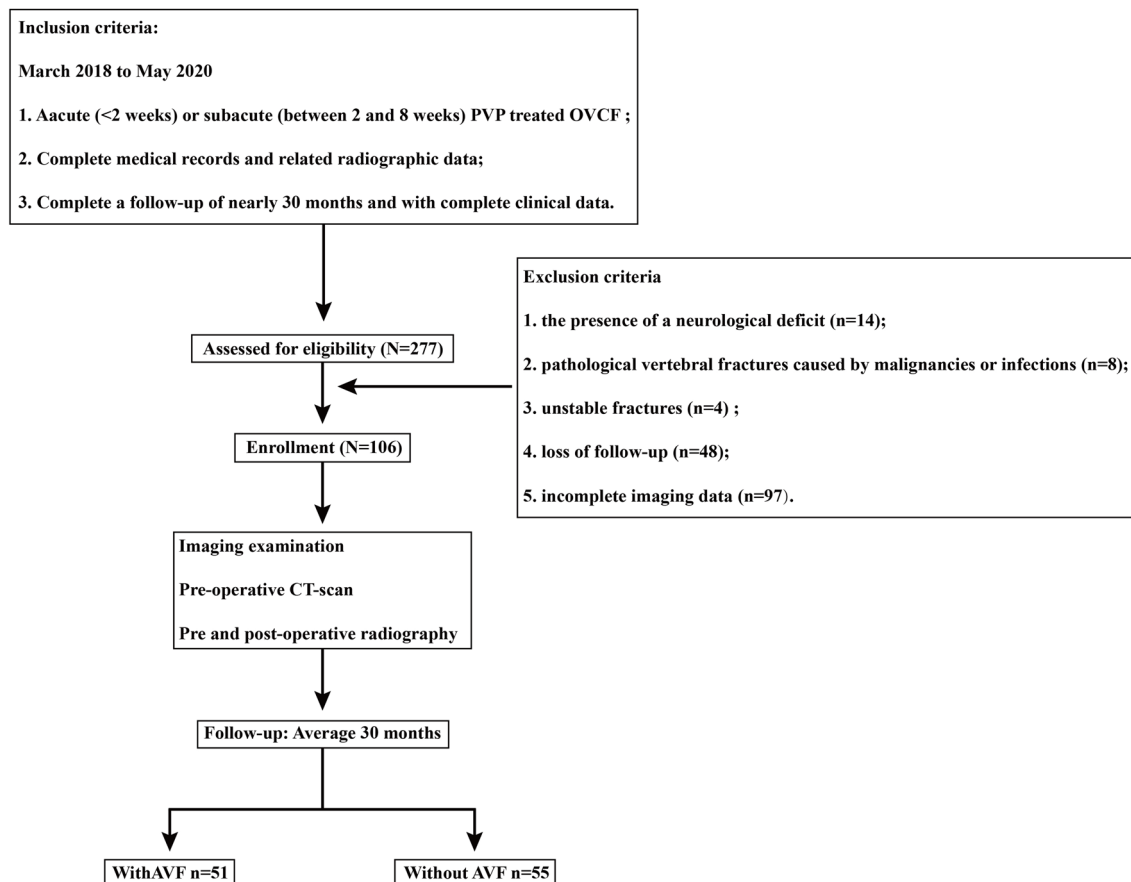 Inclusion criteria:
March 2018 to May 2020
1. Aacute (<2 weeks) or subacute (between 2 and 8 weeks) PVP treated OVCF ;
2. Complete medical records and related radiographic data;
3. Complete a follow-up of nearly 30 months and with complete clinical data.
Exclusion criteria
1. the presence of a neurological deficit (n=14);
2. pathological vertebral fractures caused by malignancies or infections (n=8);
3. unstable fractures (n=4) ;
4. loss of follow-up (n=48);
5. incomplete imaging data (n=97).
Assessed for eligibility (N=277)
Enrollment (N=106)
Imaging examination
Pre-operative CT-scan
Pre and post-operative radiography
Follow-up: Average 30 months
WithAVF n=51
Without AVF n=55